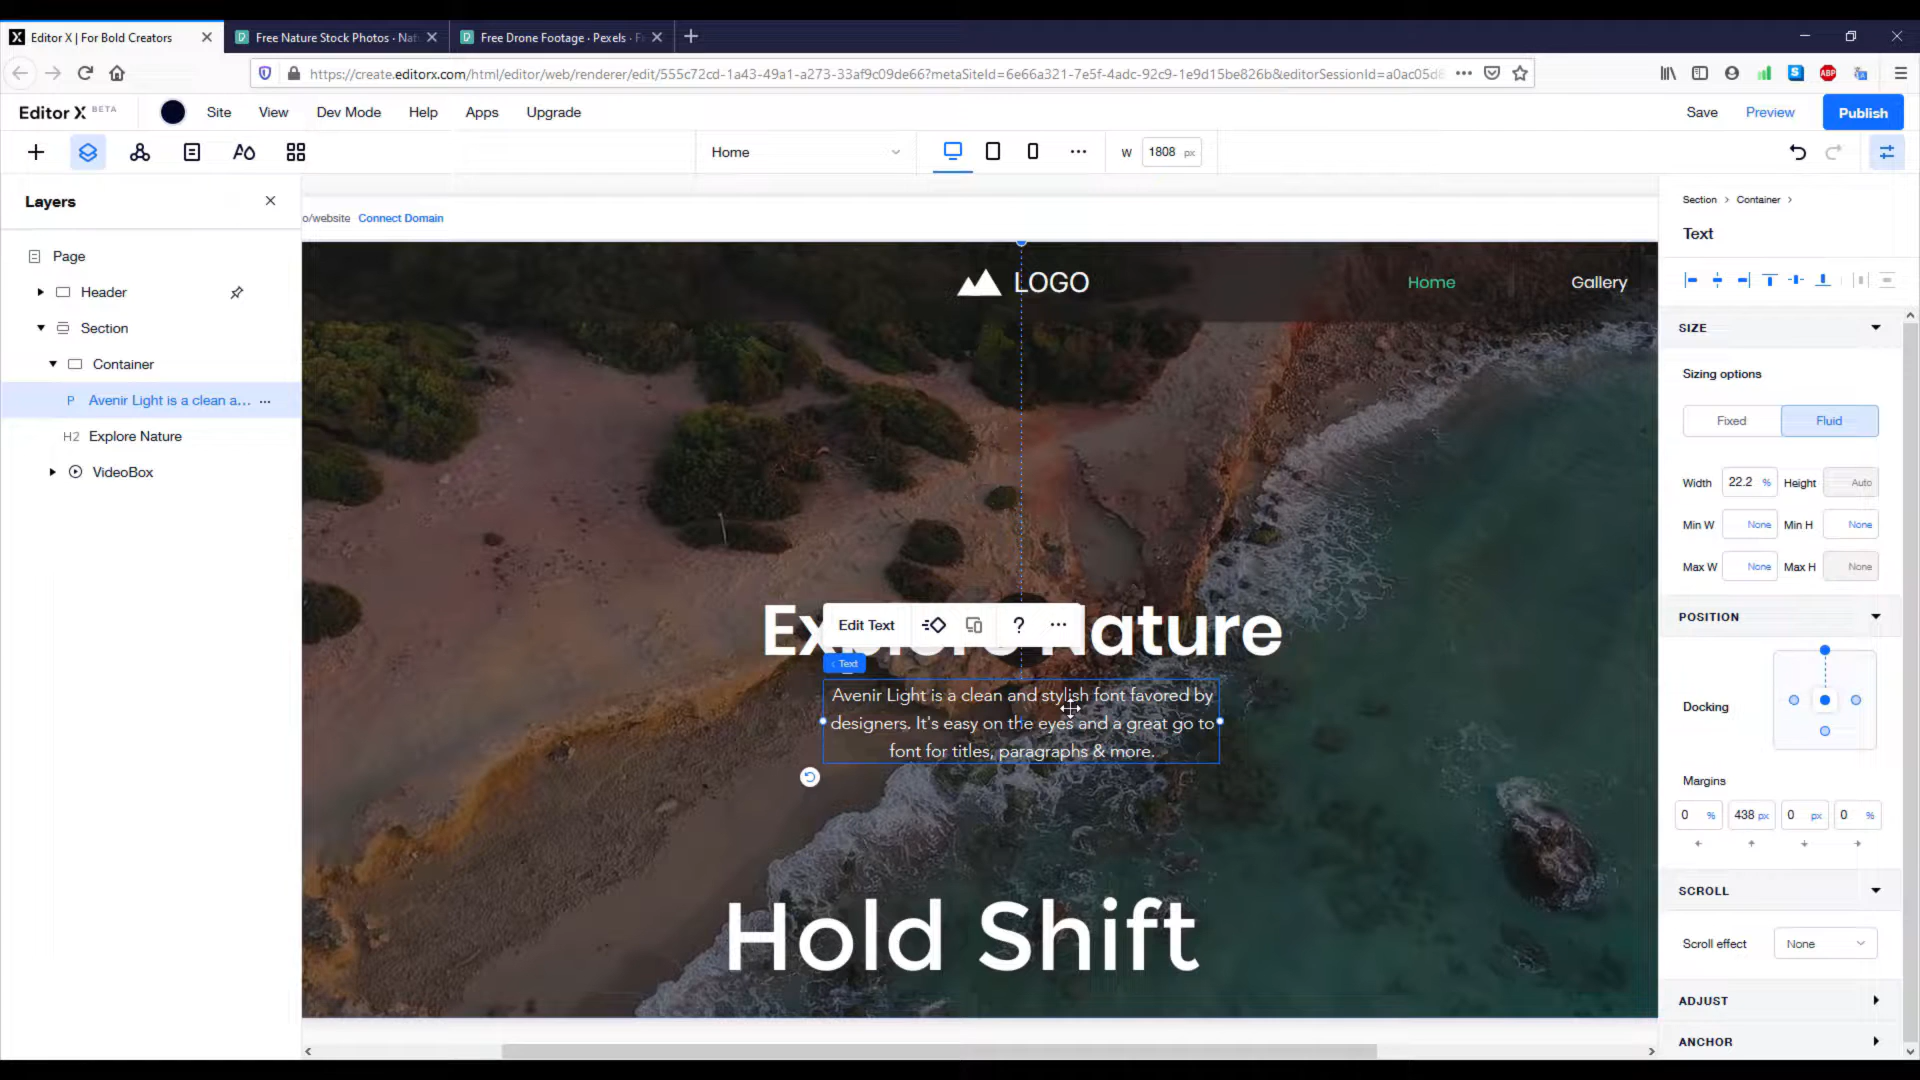 Editor X | For Bold Creators
Free Nature Stock Photos · Nat
Free Drone Footage · Pexels · F
https://create.editorx.com/html/editor/web/renderer/edit/555c72cd-1a43-49a1-a273-33af9c09de66?metaSiteId=6e66a321-7e5f-4adc-92c9-1e9d15be826b&editorSessionId=a0ac05d8
ABP
Editor X BETA
Site
View
Dev Mode
Help
Apps
Upgrade
Save
Preview
Publish
Home
W
1808 px
Layers
Page
Header
Section
Container
P Avenir Light is a clean a...
H2 Explore Nature
VideoBox
o/website Connect Domain
LOGO
Home
Gallery
Edit Text
?
Explore Nature
Text
Avenir Light is a clean and stylish font favored by
designers. It's easy on the eyes and a great go to
font for titles, paragraphs & more.
Hold Shift
Section > Container >
Text
SIZE
Sizing options
Fixed
Fluid
Width 22.2 % Height Auto
Min W None Min H None
Max W None Max H None
POSITION
Docking
Margins
0 % 438 px 0 px 0 %
SCROLL
Scroll effect
None
ADJUST
ANCHOR